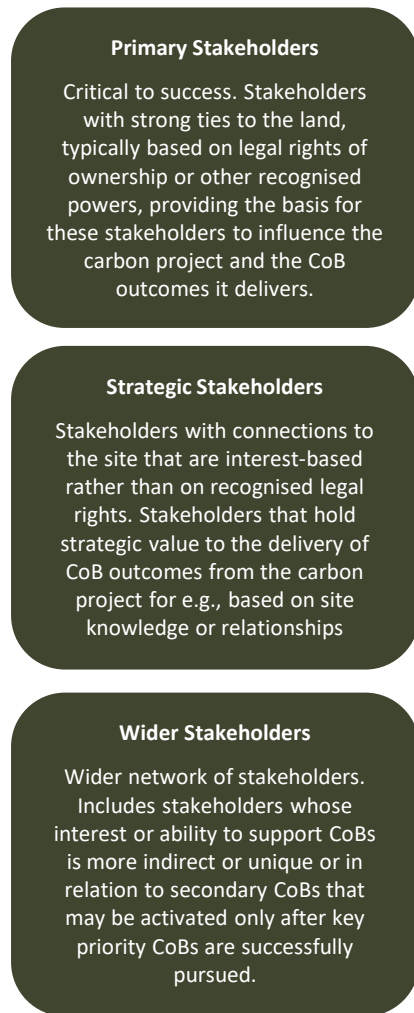 Primary Stakeholders
Critical to success. Stakeholders
with strong ties to the land,
typically based on legal rights of
ownership or other recognised
powers, providing the basis for
these stakeholders to influence the
carbon project and the CoB
outcomes it delivers.
Strategic Stakeholders
Stakeholders with connections to
the site that are interest-based
rather than on recognised legal
rights. Stakeholders that hold
strategic value to the delivery of
CoB outcomes from the carbon
project for e.g., based on site
knowledge or relationships
Wider Stakeholders
Wider network of stakeholders.
Includes stakeholders whose
interest or ability to support CoBs
is more indirect or unique or in
relation to secondary CoBs that
may be activated only after key
priority CoBs are successfully
pursued.